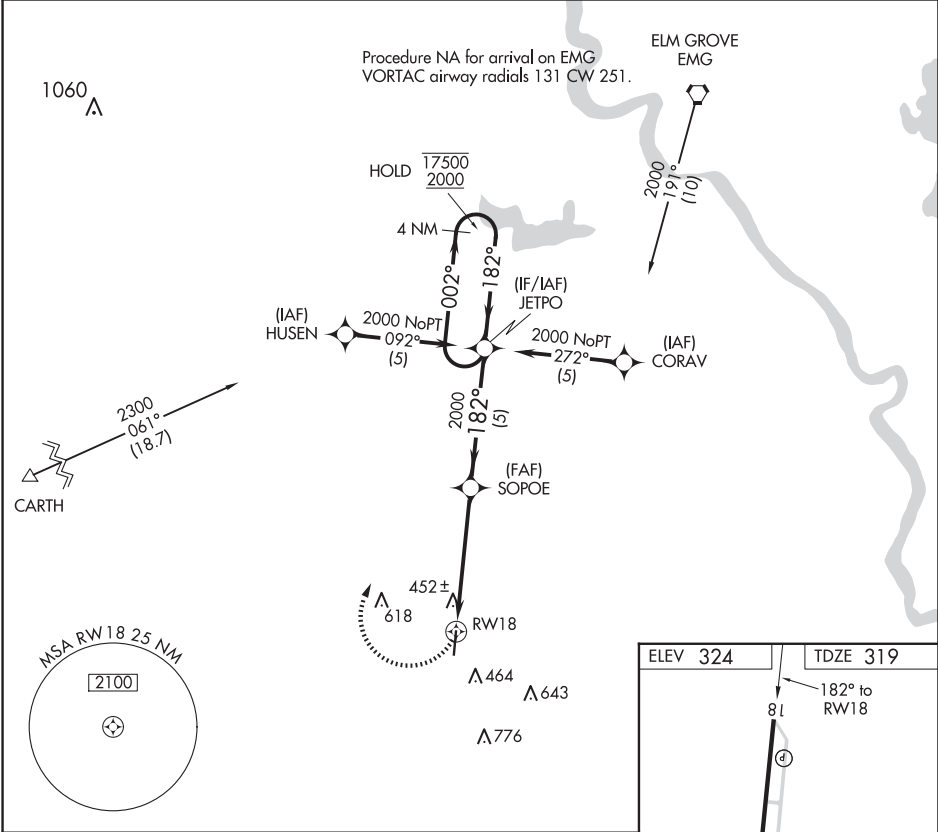 Procedure NA for arrival on EMG
VORTAC airway radials 131 CW 251.
ELM GROVE
EMG
1060
2000
191°
(10)
HOLD
17500
2000
4 NM
002°
182°
(IF/IAF)
JETPO
(IAF)
HUSEN
2000 NoPT
092°
(5)
2000 NoPT
272°
(5)
(IAF)
CORAV
2300
061°
(18.7)
CARTH
2000
182°
(5)
(FAF)
SOPOE
452±
618
RW18
464
643
776
MSA RW18 25 NM
2100
ELEV 324
TDZE 319
182° to
RW18
18
P